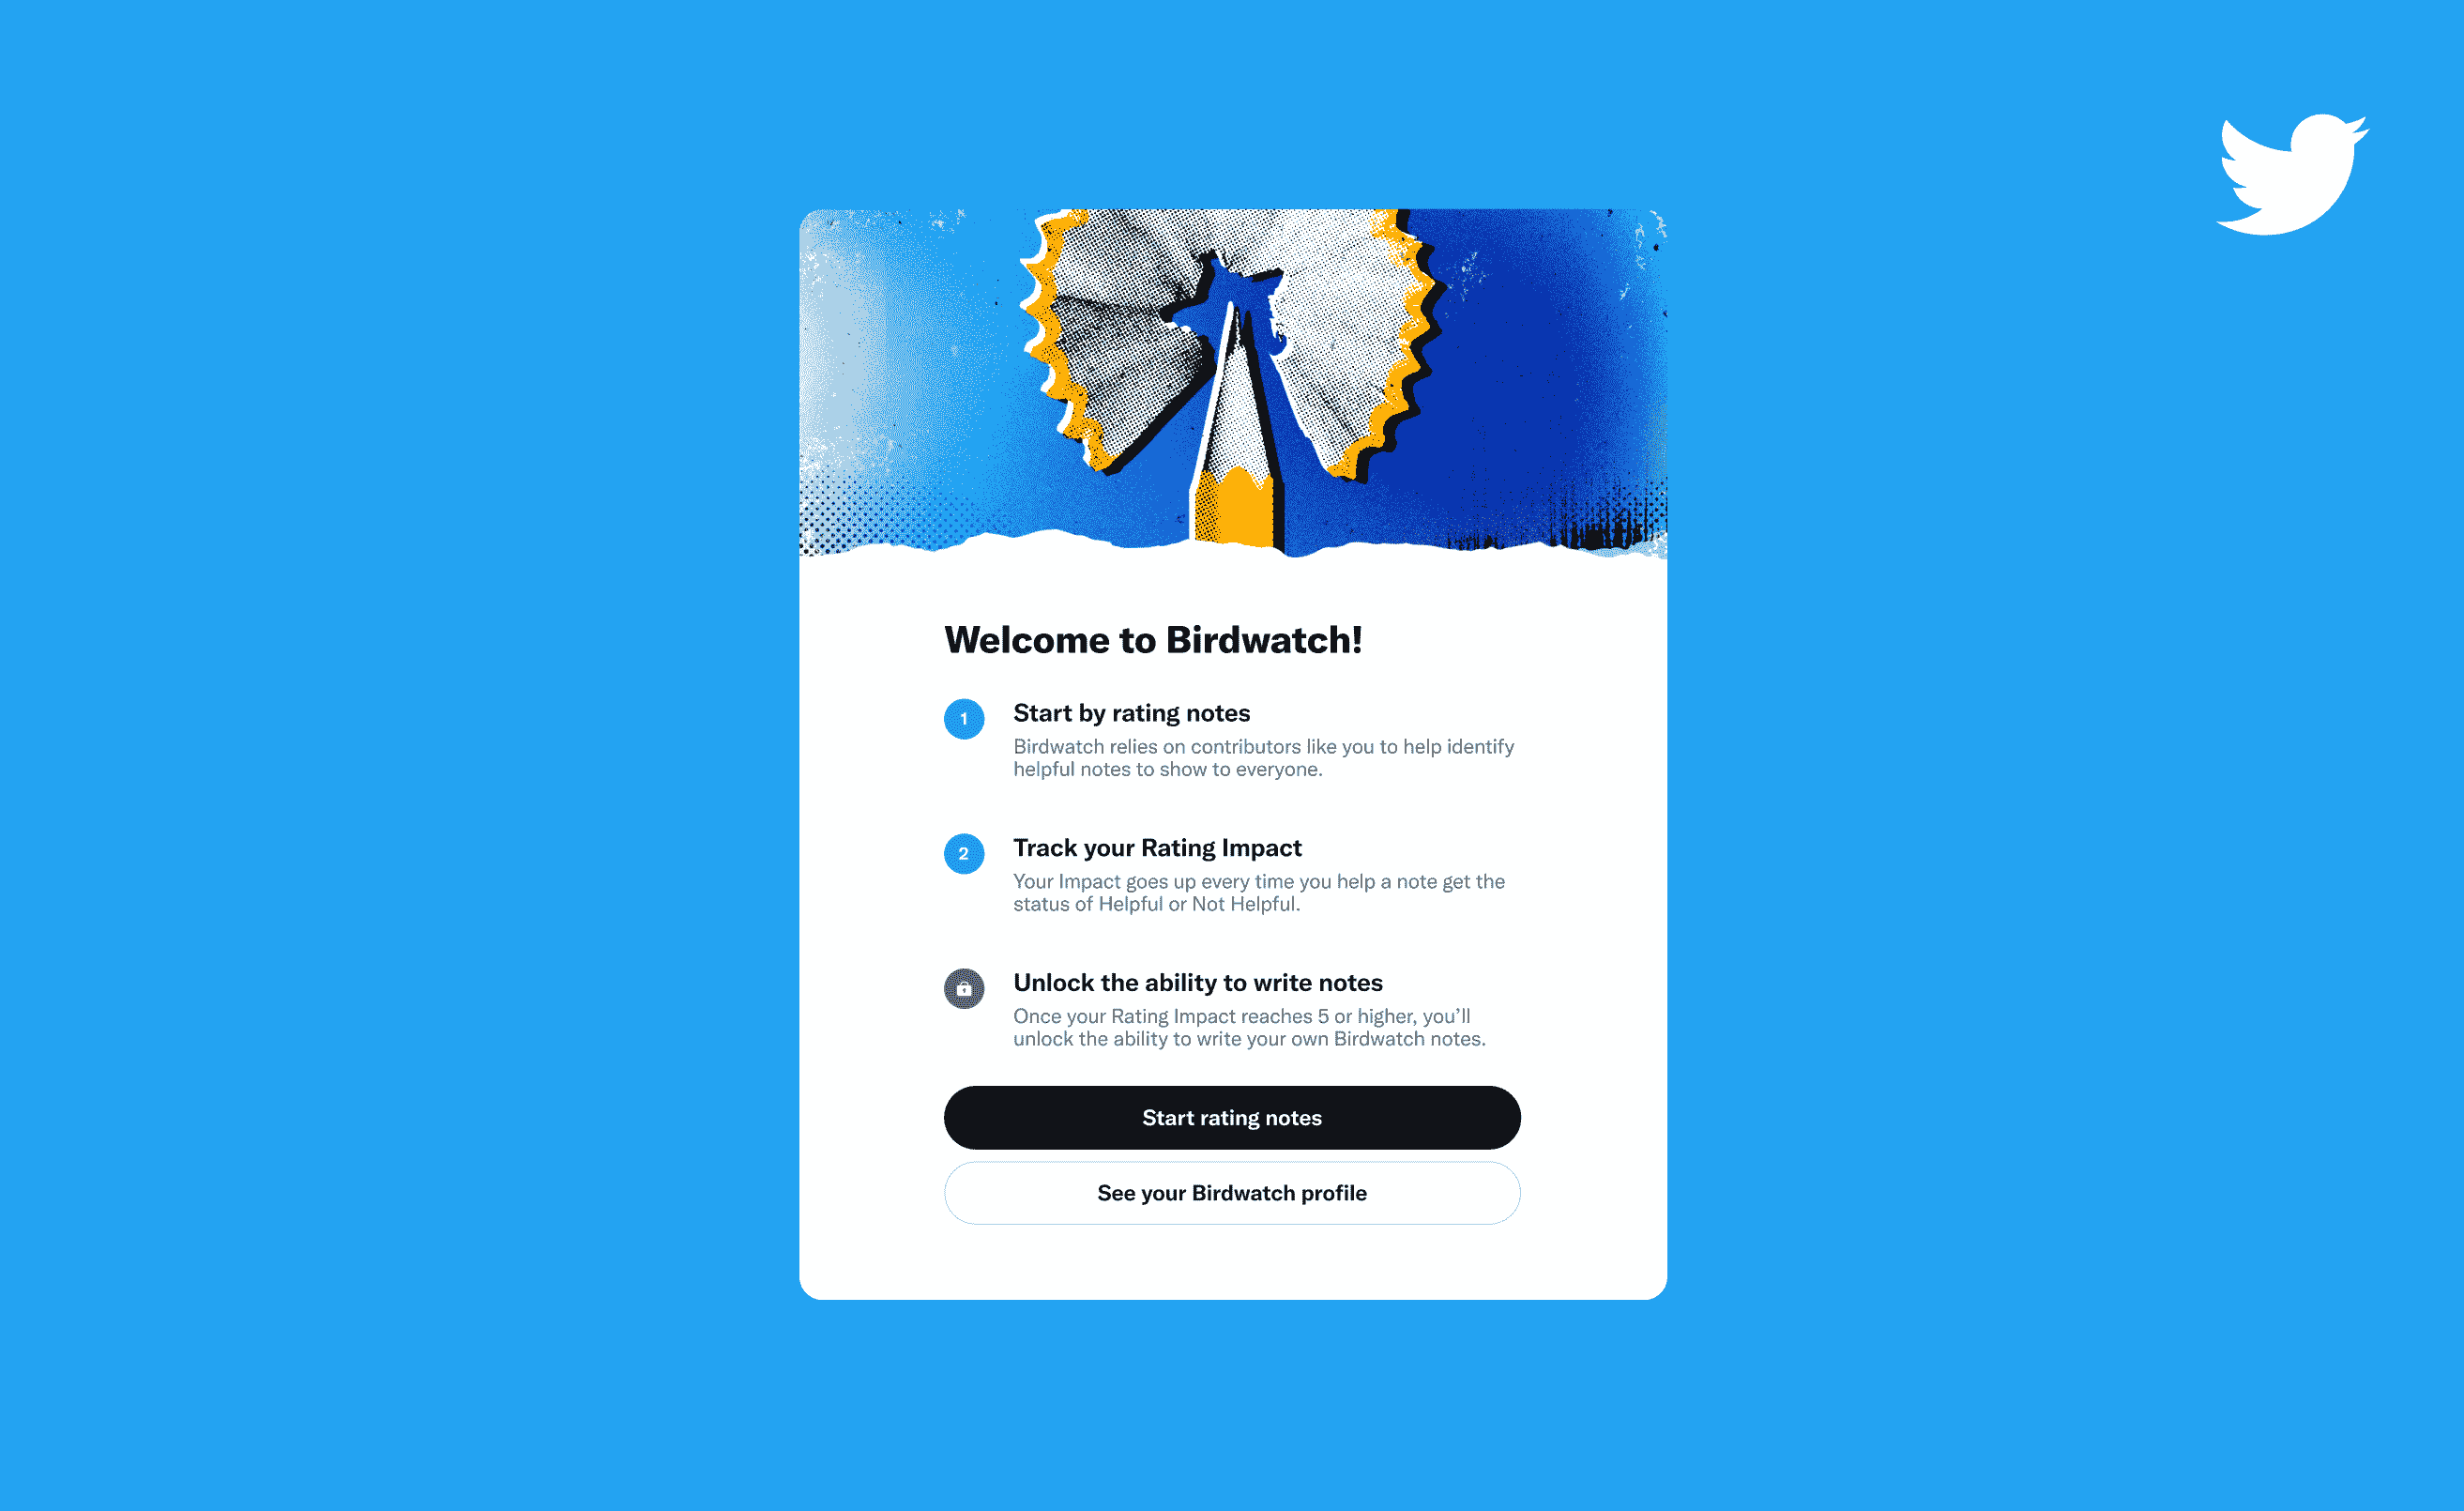 Welcome to Birdwatch!
1
Start by rating notes
Birdwatch relies on contributors like you to help identify
helpful notes to show to everyone.
2
Track your Rating Impact
Your Impact goes up every time you help a note get the
status of Helpful or Not Helpful.
Unlock the ability to write notes
Once your Rating Impact reaches 5 or higher, you’ll
unlock the ability to write your own Birdwatch notes.
Start rating notes
See your Birdwatch profile